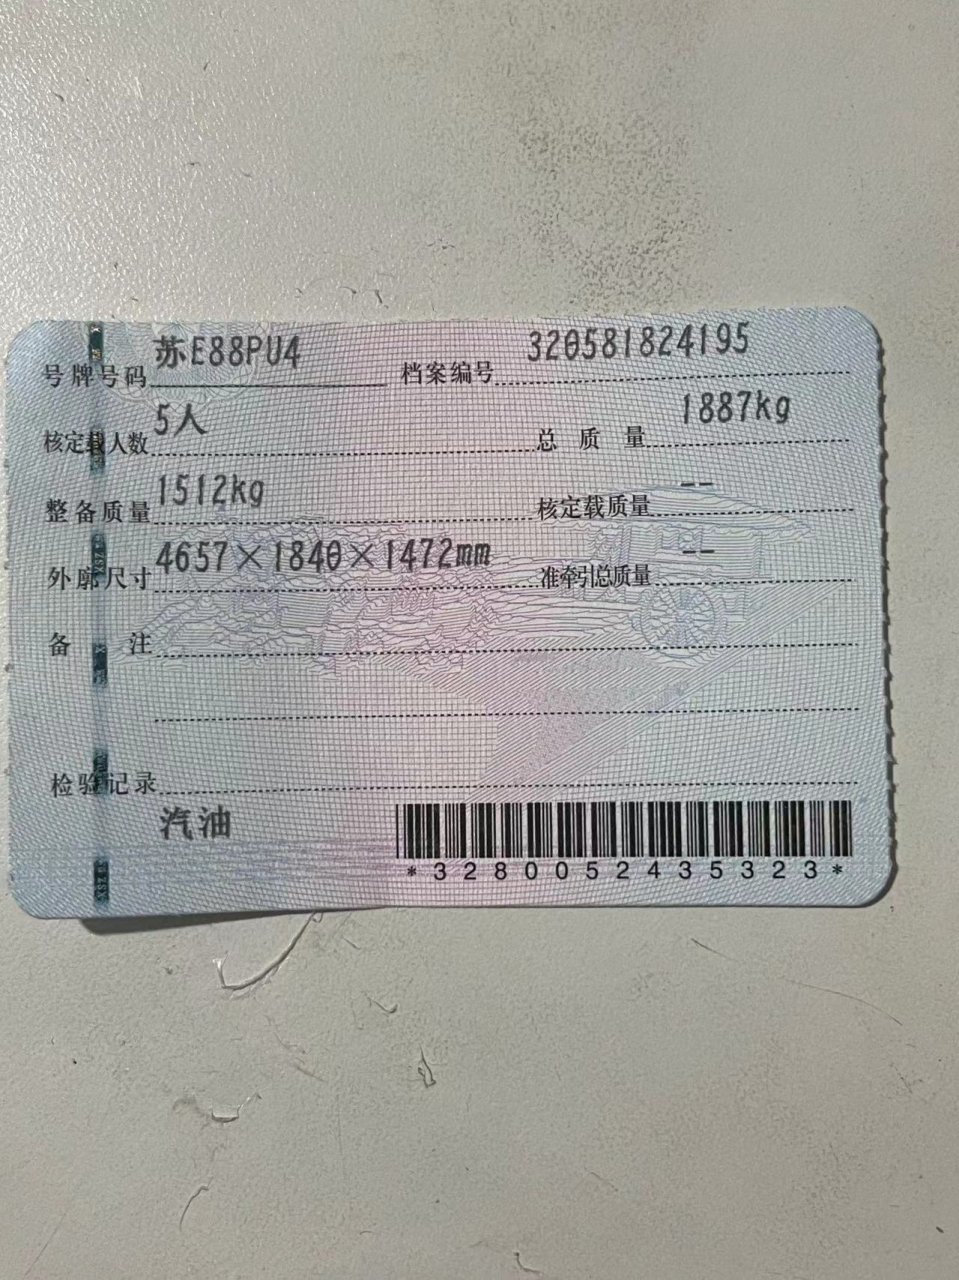 号牌号码 苏E88PU4 档案编号 320581824195
核定载人数 5人 总质量 1887kg
整备质量 1512kg 核定载质量 --
外廓尺寸 4657×1840×1472mm 准牵引总质量 --
备注
检验记录
汽油
*3280052435323*